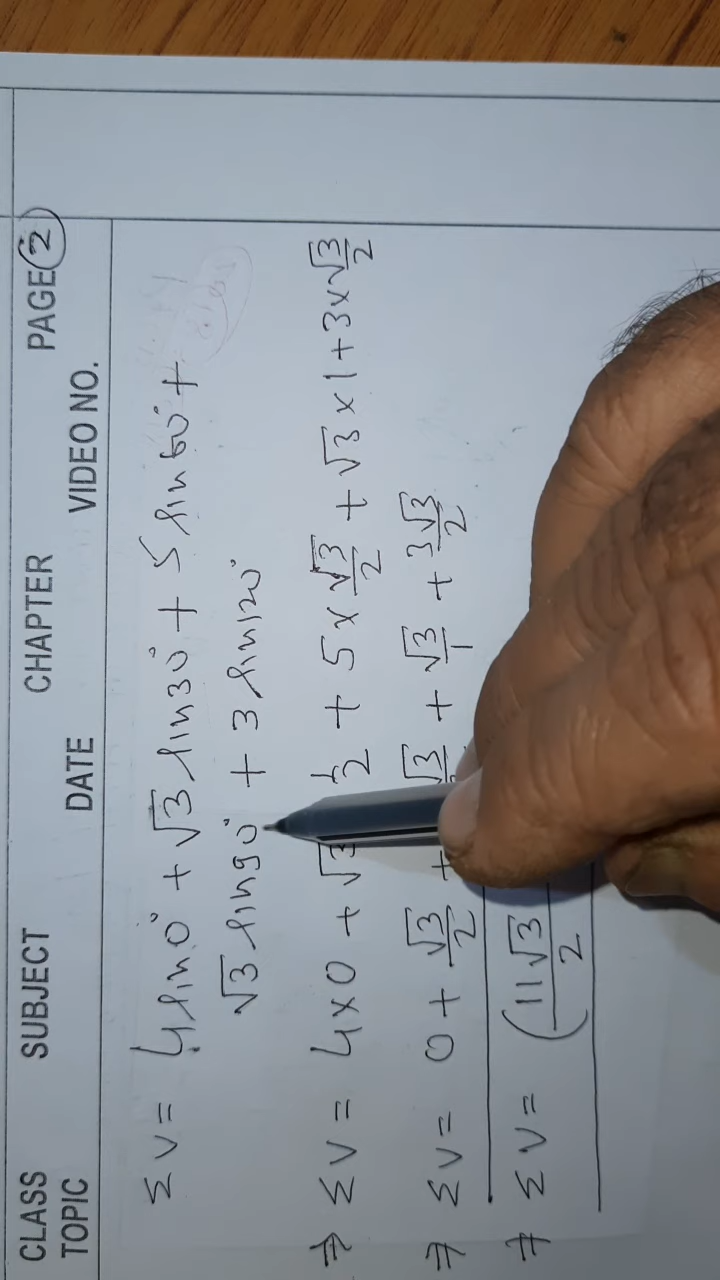 CLASS SUBJECT CHAPTER PAGE 2
TOPIC DATE VIDEO NO.
ΣV = 4 sin0° + √3 sin30° + 5 sin60° +
√3 sin90° + 3 sin120°
⇒ ΣV = 4×0 + √3 1/2 + 5×√3/2 + √3×1 + 3×√3/2
⇒ ΣV = 0 + √3/2 + √3 + √3/1 + 3√3/2
⇒ ΣV = (11√3/2